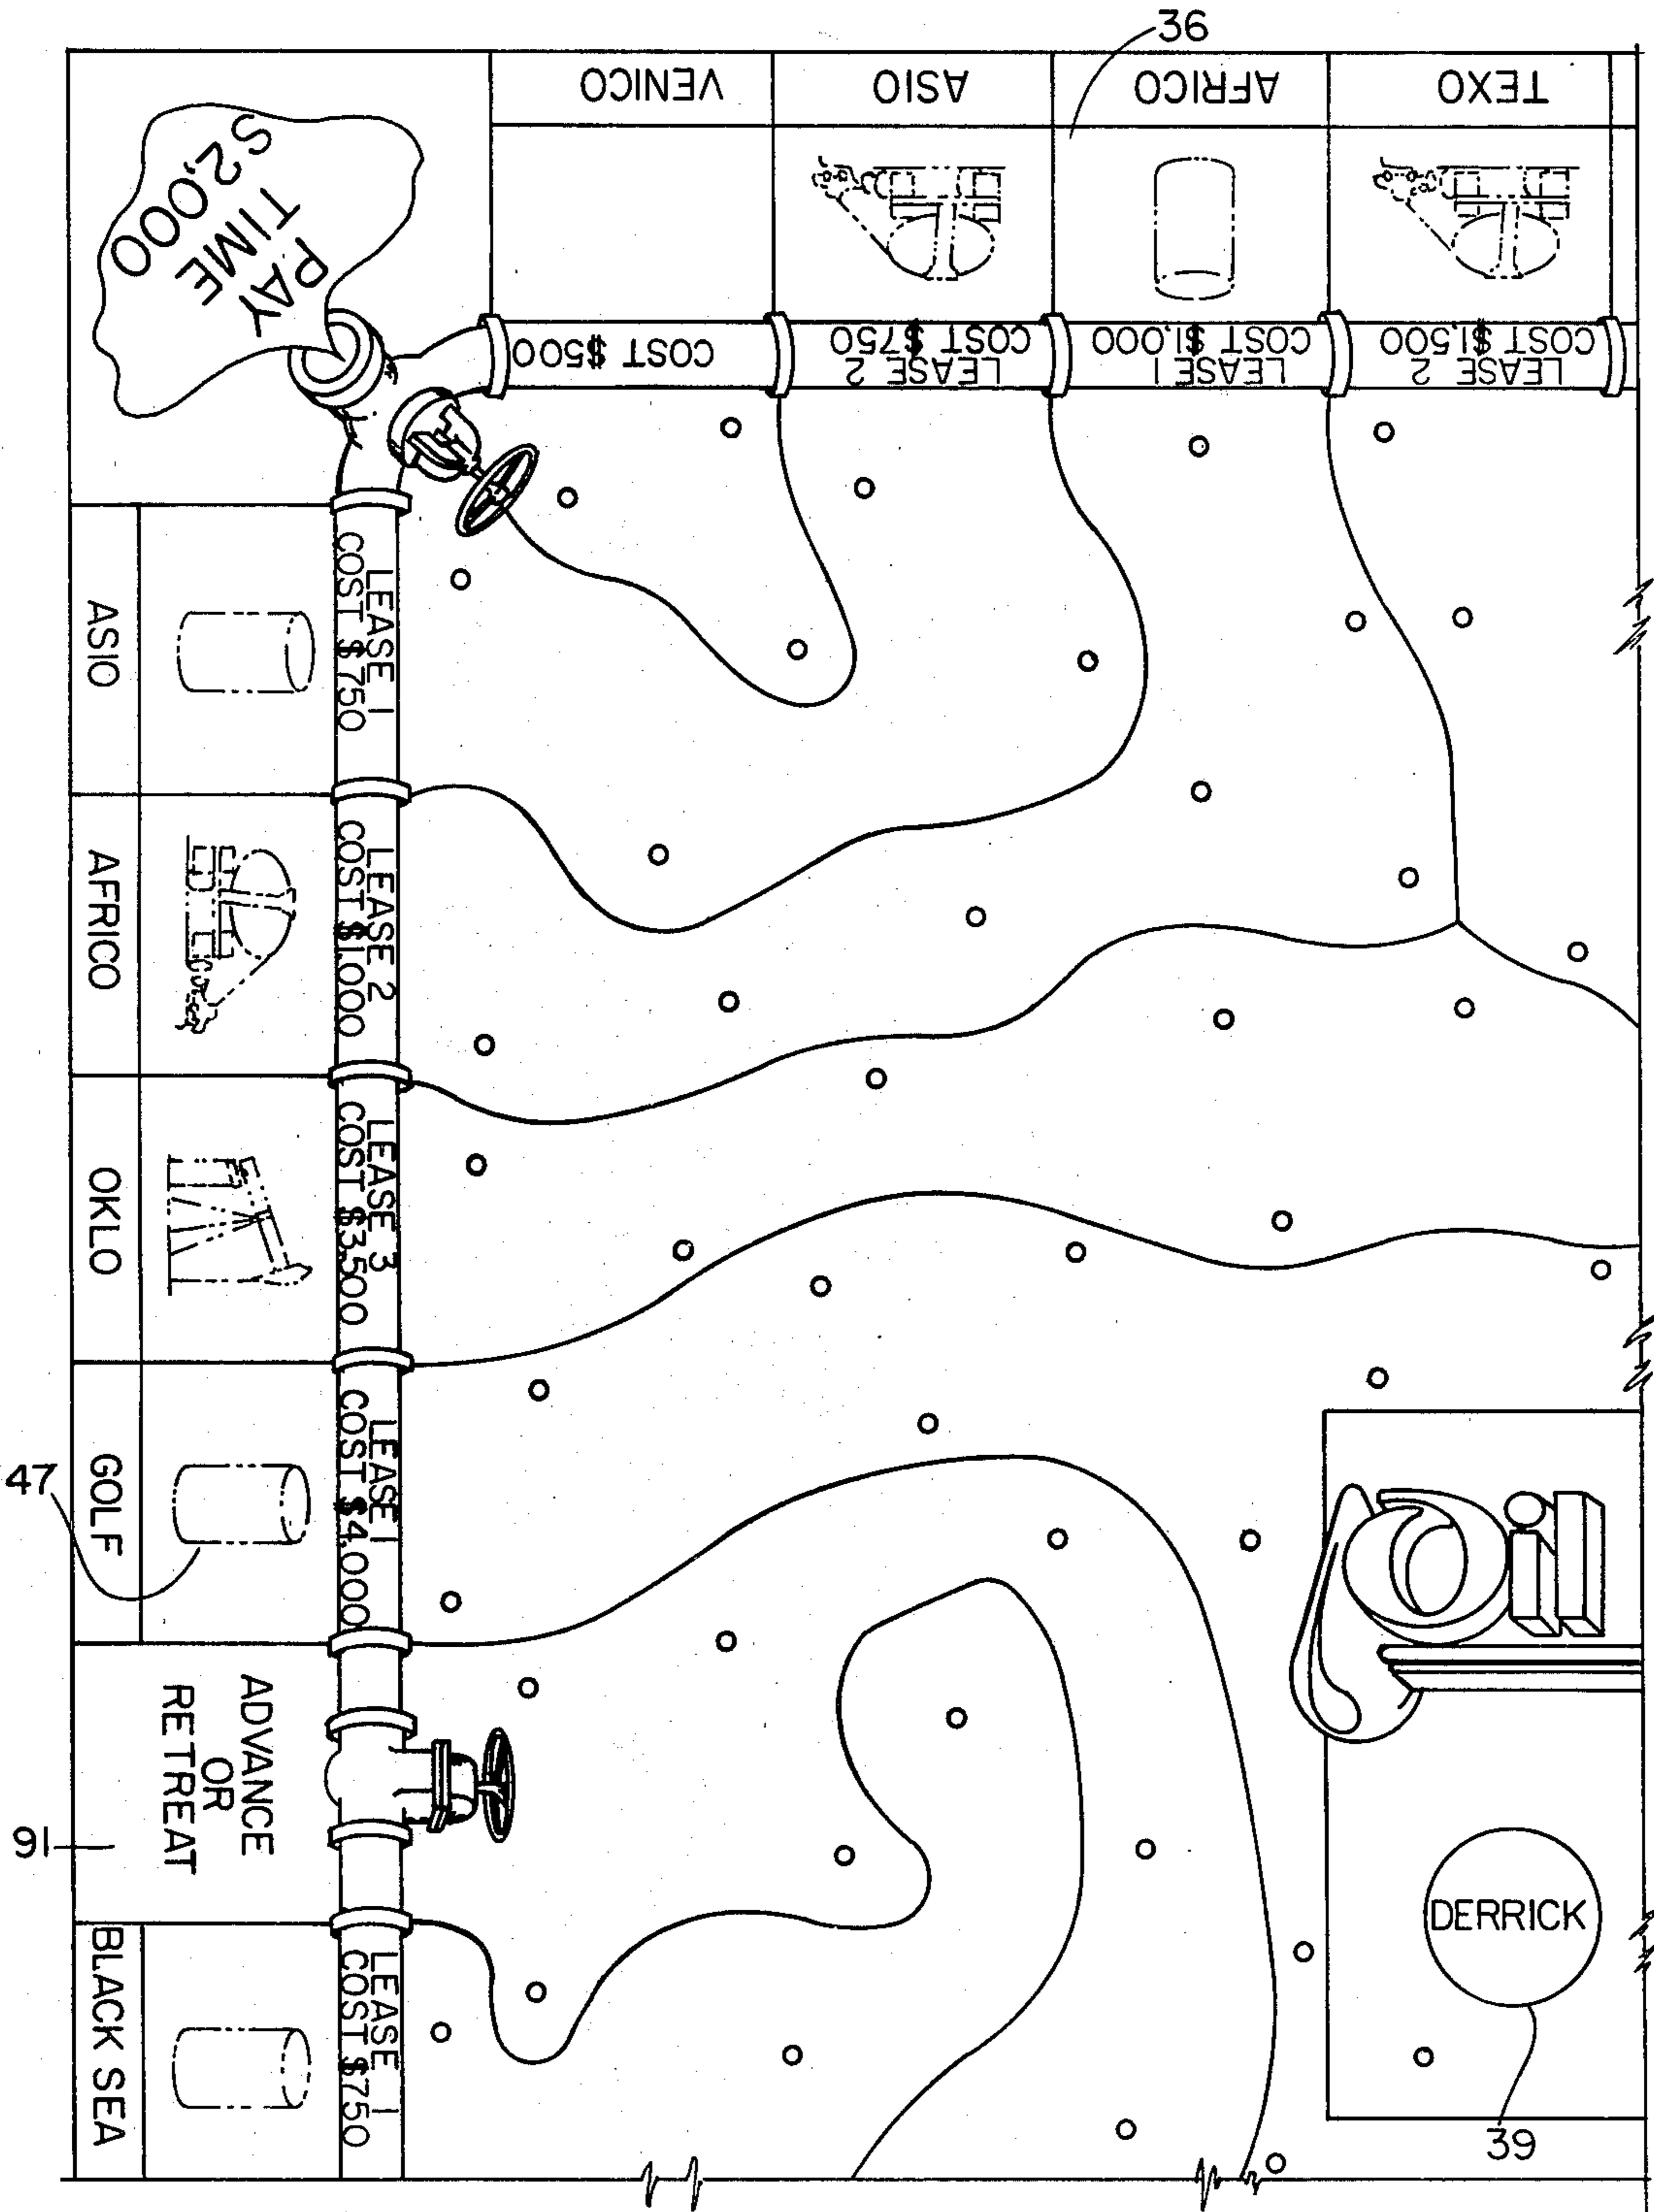 36
VENICO
ASIO
AFRICO
TEXO
PAY
TIME
$2,000
COST $500
LEASE 2
COST $750
LEASE 1
COST $1,000
LEASE 2
COST $1,500
ASIO
LEASE 1
COST $750
AFRICO
LEASE 2
COST $1,000
OKLO
LEASE 3
COST $3,500
47
GOLF
LEASE 1
COST $4,000
91
ADVANCE
OR
RETREAT
BLACK SEA
LEASE 1
COST $750
DERRICK
39